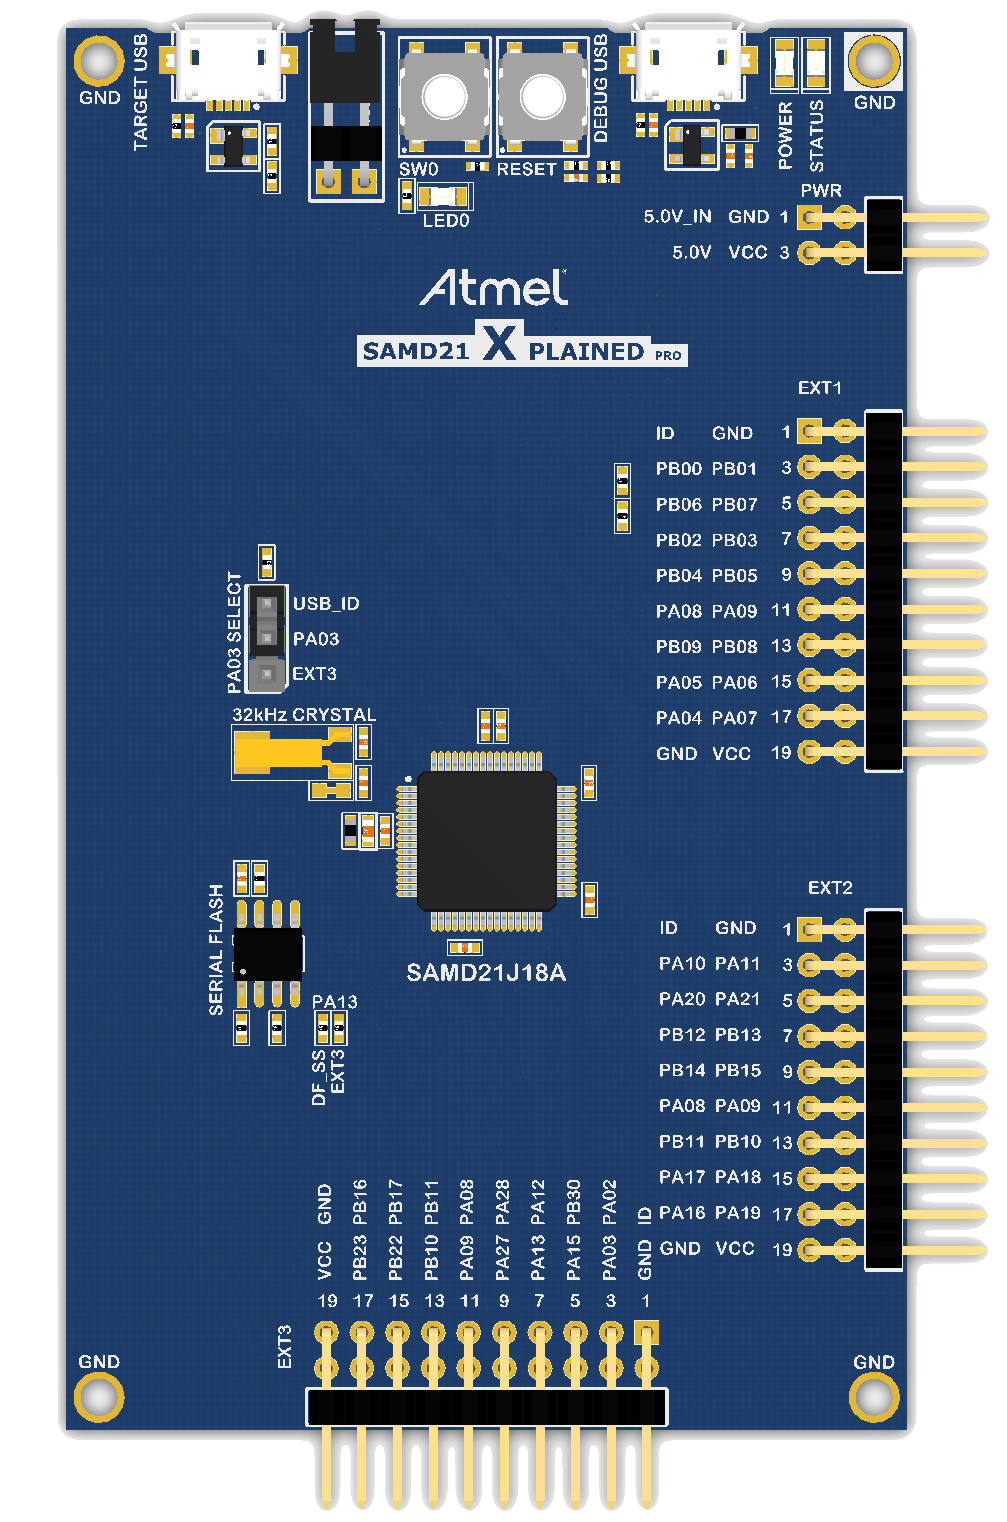 TARGET USB
GND
SW0
RESET
LED0
DEBUG USB
POWER
STATUS
GND
PWR
5.0V_IN GND 1
5.0V VCC 3
Atmel
SAMD21 X PLAINED PRO
EXT1
ID GND 1
PB00 PB01 3
PB06 PB07 5
PB02 PB03 7
PB04 PB05 9
PA08 PA09 11
PB09 PB08 13
PA05 PA06 15
PA04 PA07 17
GND VCC 19
PA03 SELECT
USB_ID
PA03
EXT3
32kHz CRYSTAL
SERIAL FLASH
SAMD21J18A
PA13
DF_SS
EXT3
EXT2
ID GND 1
PA10 PA11 3
PA20 PA21 5
PB12 PB13 7
PB14 PB15 9
PA08 PA09 11
PB11 PB10 13
PA17 PA18 15
PA16 PA19 17
GND VCC 19
VCC GND
PB23 PB16
PB22 PB17
PB10 PB11
PA09 PA08
PA27 PA28
PA13 PA12
PA15 PB30
PA03 PA02
GND ID
19 17 15 13 11 9 7 5 3 1
EXT3
GND
GND